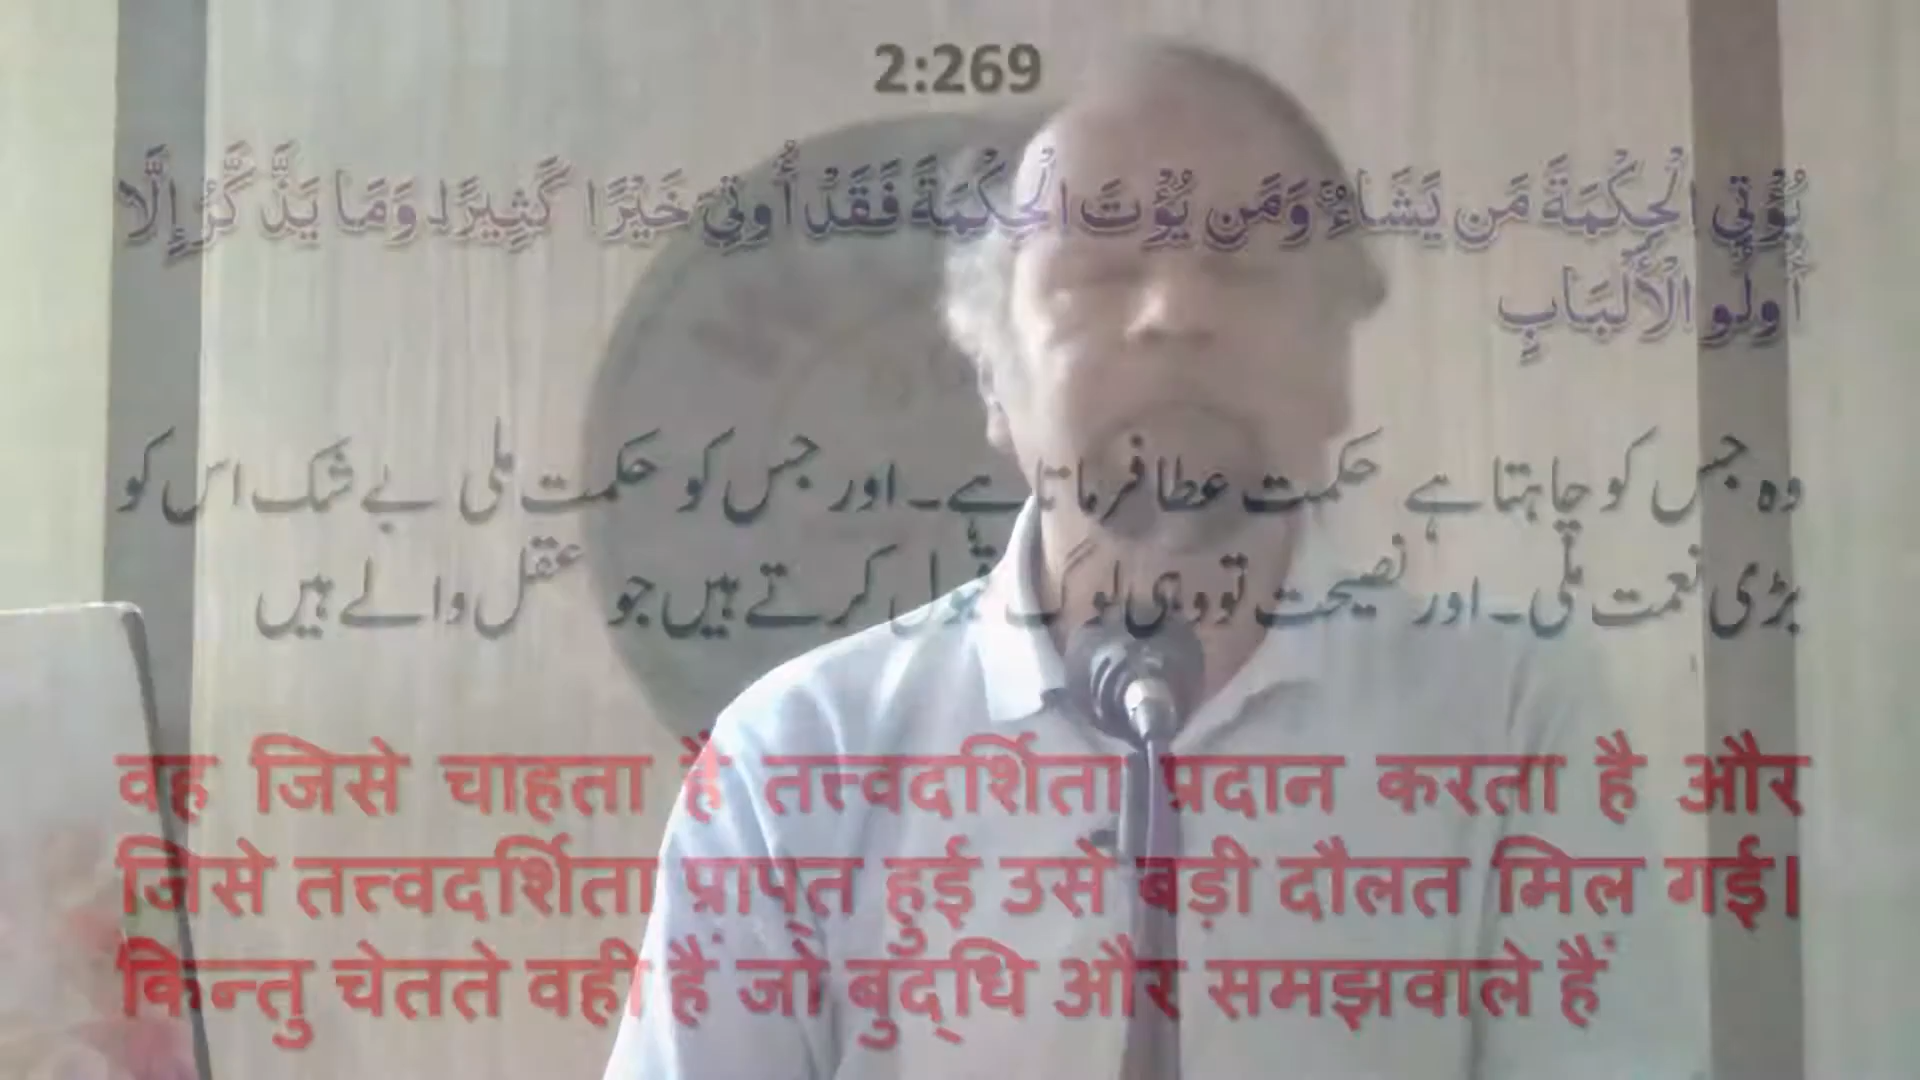 2:269
يُؤْتِي الْحِكْمَةَ مَن يَشَاءُ وَمَن يُؤْتَ الْحِكْمَةَ فَقَدْ أُوتِيَ خَيْرًا كَثِيرًا وَمَا يَذَّكَّرُ إِلَّا
أُولُو الْأَلْبَابِ
وہ جس کو چاہتا ہے حکمت عطا فرماتا ہے۔ اور جس کو حکمت ملی بے شک اس کو
بڑی نعمت ملی۔ اور نصیحت تو وہی لوگ قبول کرتے ہیں جو عقل والے ہیں
वह जिसे चाहता है तत्त्वदर्शिता प्रदान करता है और
जिसे तत्त्वदर्शिता प्राप्त हुई उसे बड़ी दौलत मिल गई।
किन्तु चेतते वही हैं जो बुद्धि और समझवाले हैं